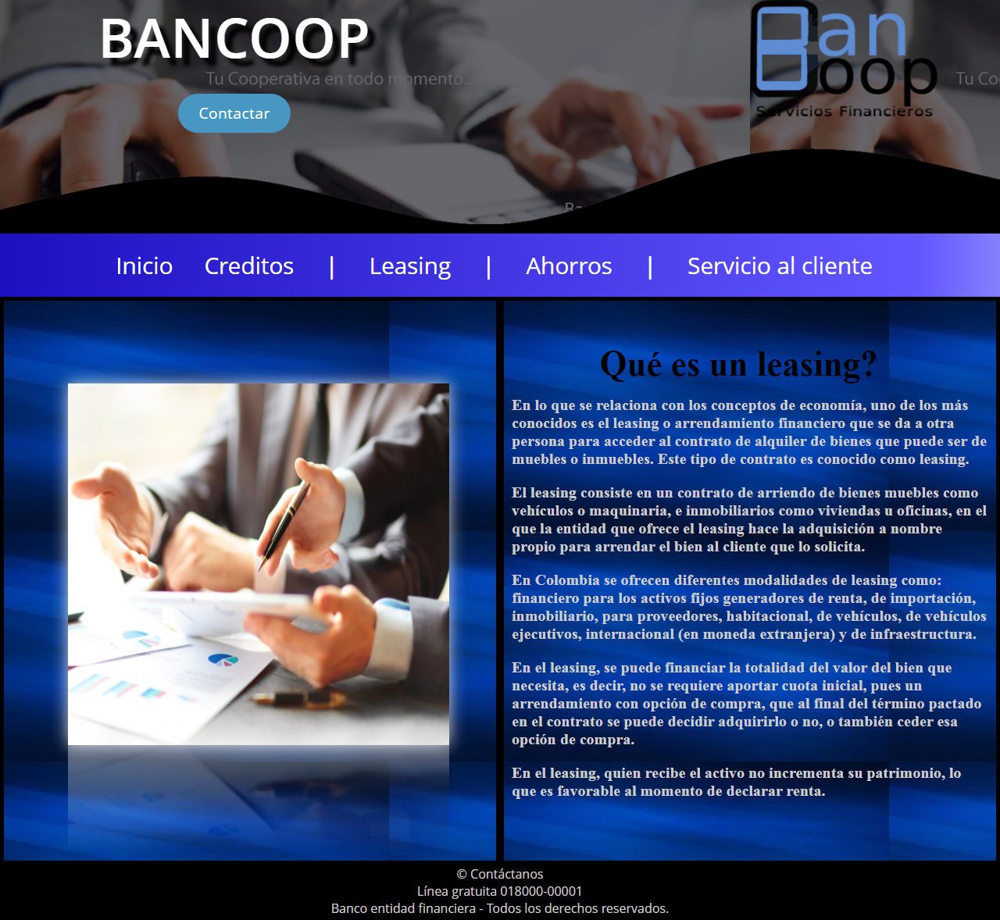 BANCOOP
Tu Cooperativa en todo momento...
Contactar
Ban
Coop
Servicios Financieros
Tu Coo
Inicio Creditos | Leasing | Ahorros | Servicio al cliente
Qué es un leasing?
En lo que se relaciona con los conceptos de economía, uno de los más
conocidos es el leasing o arrendamiento financiero que se da a otra
persona para acceder al contrato de alquiler de bienes que puede ser de
muebles o inmuebles. Este tipo de contrato es conocido como leasing.
El leasing consiste en un contrato de arriendo de bienes muebles como
vehículos o maquinaria, e inmobiliarios como viviendas u oficinas, en el
que la entidad que ofrece el leasing hace la adquisición a nombre
propio para arrendar el bien al cliente que lo solicita.
En Colombia se ofrecen diferentes modalidades de leasing como:
financiero para los activos fijos generadores de renta, de importación,
inmobiliario, para proveedores, habitacional, de vehículos, de vehículos
ejecutivos, internacional (en moneda extranjera) y de infraestructura.
En el leasing, se puede financiar la totalidad del valor del bien que
necesita, es decir, no se requiere aportar cuota inicial, pues un
arrendamiento con opción de compra, que al final del término pactado
en el contrato se puede decidir adquirirlo o no, o también ceder esa
opción de compra.
En el leasing, quien recibe el activo no incrementa su patrimonio, lo
que es favorable al momento de declarar renta.
© Contáctanos
Línea gratuita 018000-00001
Banco entidad financiera - Todos los derechos reservados.